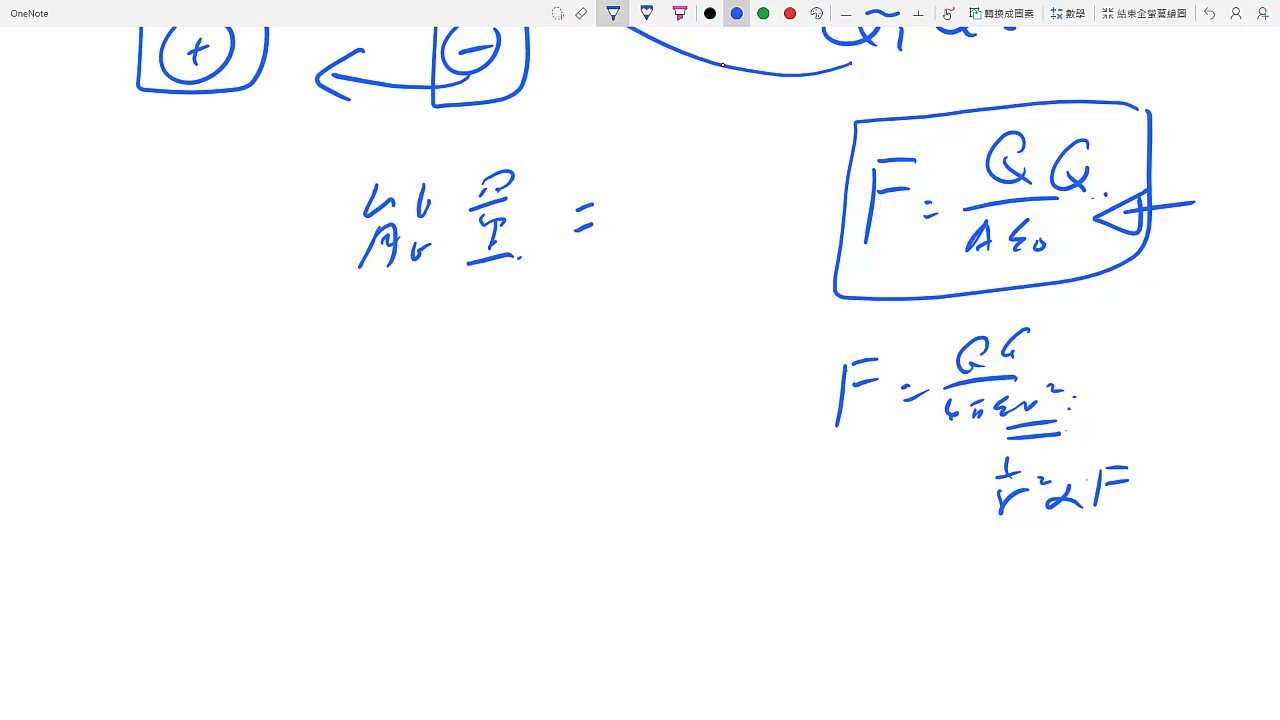 OneNote
轉換成圖案 數學 結束全螢幕繪圖
+ −
F = QQ / Aε0
能量 =
F = QQ / 4πεr²
1/r² α F